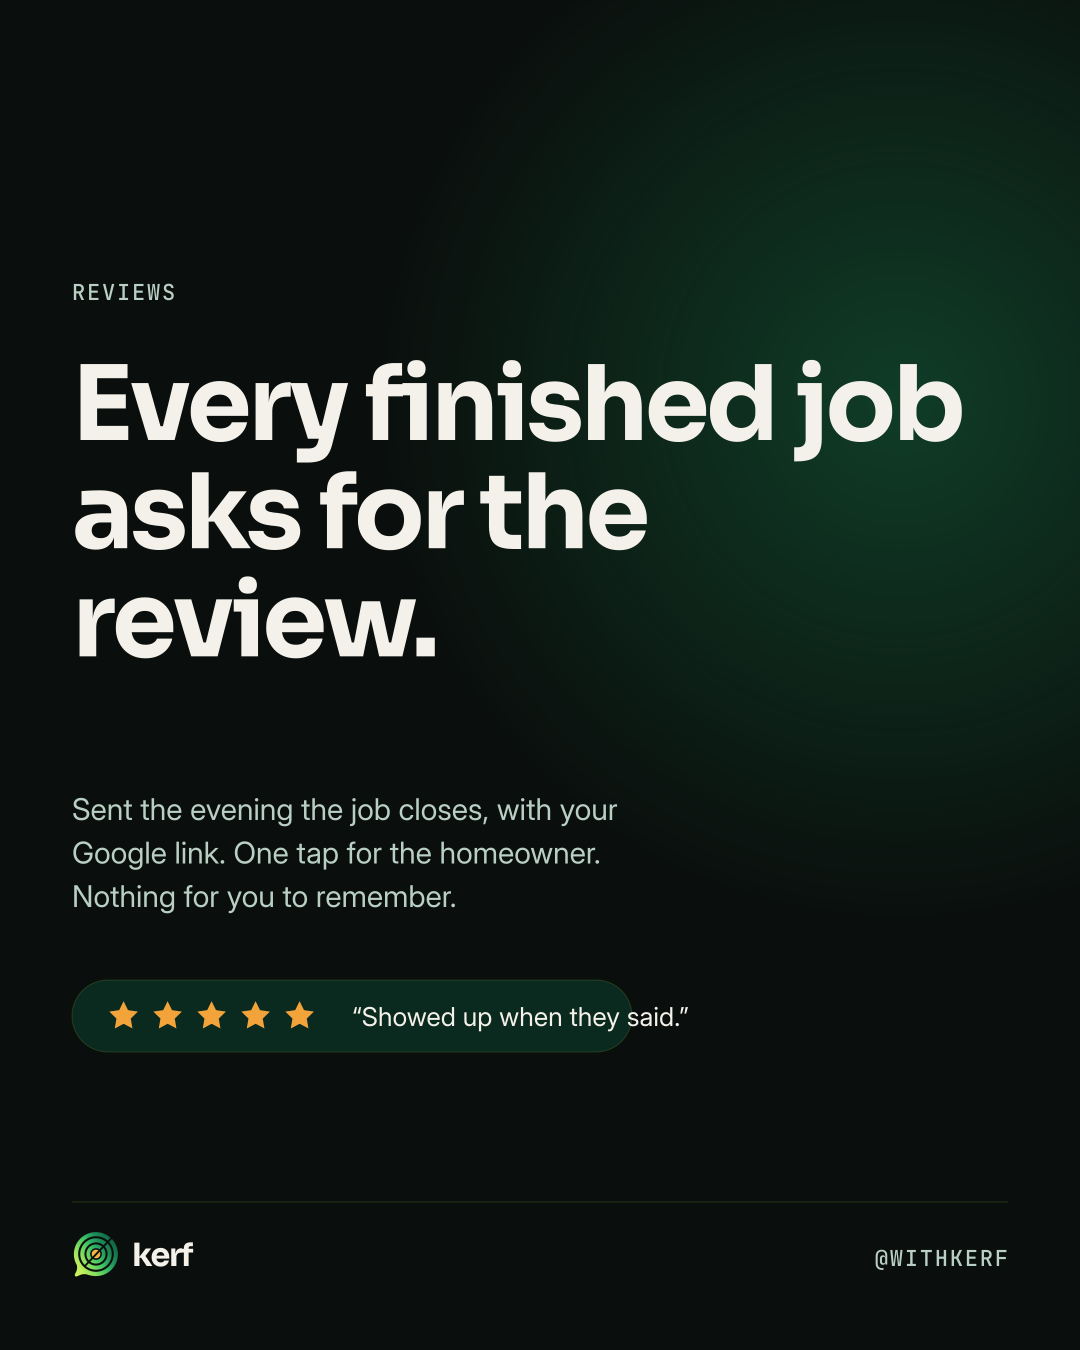 REVIEWS
Every finished job
asks for the
review.
Sent the evening the job closes, with your
Google link. One tap for the homeowner.
Nothing for you to remember.
“Showed up when they said.”
kerf
@WITHKERF